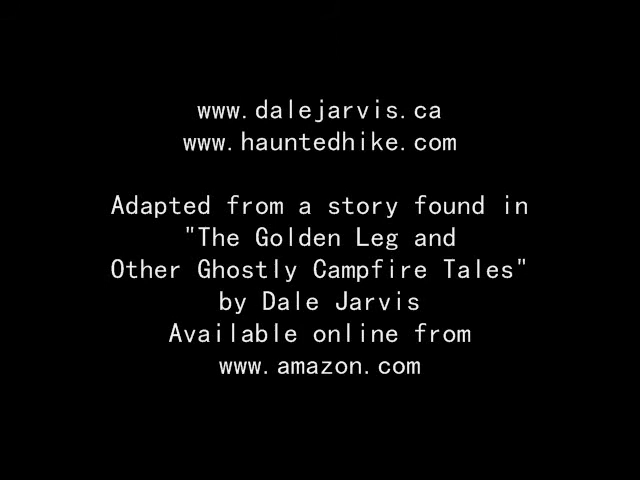 www.dalejarvis.ca
www.hauntedhike.com
Adapted from a story found in
"The Golden Leg and
Other Ghostly Campfire Tales"
by Dale Jarvis
Available online from
www.amazon.com